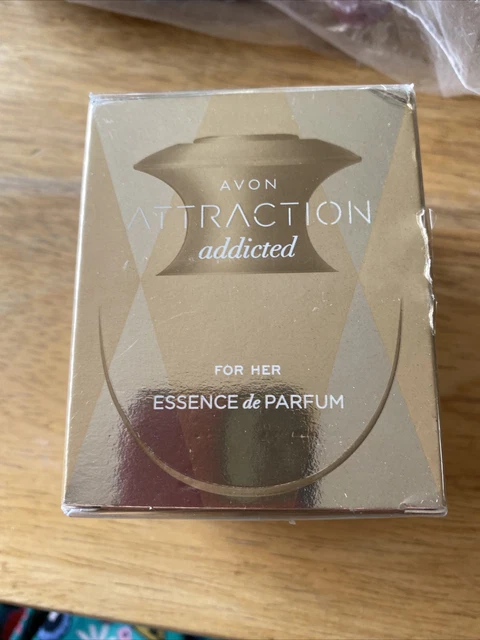 AVON
ATTRACTION
addicted
FOR HER
ESSENCE de PARFUM